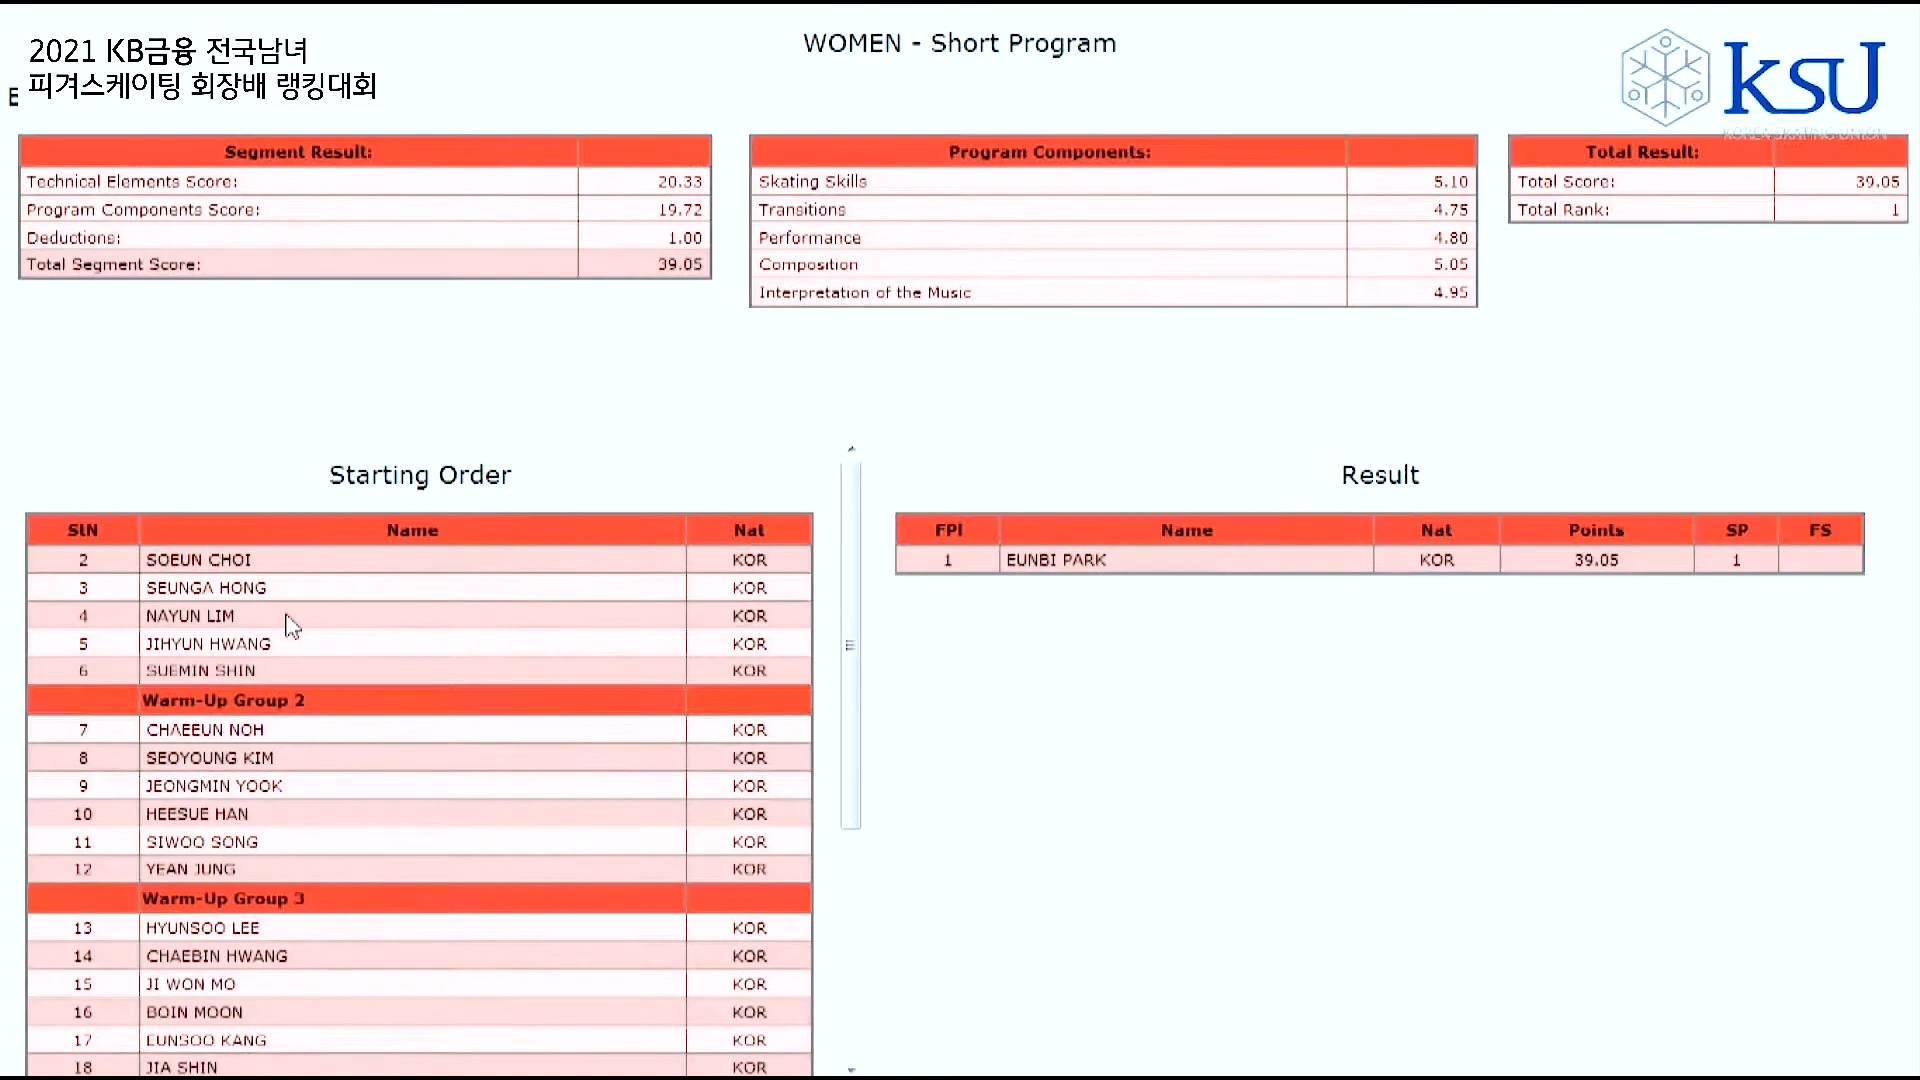 2021 KB금융 전국남녀
피겨스케이팅 회장배 랭킹대회
WOMEN - Short Program
E
KSU
KOREA SKATING UNION
Segment Result:
Technical Elements Score: 20.33
Program Components Score: 19.72
Deductions: 1.00
Total Segment Score: 39.05
Program Components:
Skating Skills 5.10
Transitions 4.75
Performance 4.80
Composition 5.05
Interpretation of the Music 4.95
Total Result:
Total Score: 39.05
Total Rank: 1
Starting Order
StN Name Nat
2 SOEUN CHOI KOR
3 SEUNGA HONG KOR
4 NAYUN LIM KOR
5 JIHYUN HWANG KOR
6 SUEMIN SHIN KOR
Warm-Up Group 2
7 CHAEEUN NOH KOR
8 SEOYOUNG KIM KOR
9 JEONGMIN YOOK KOR
10 HEESUE HAN KOR
11 SIWOO SONG KOR
12 YEAN JUNG KOR
Warm-Up Group 3
13 HYUNSOO LEE KOR
14 CHAEBIN HWANG KOR
15 JI WON MO KOR
16 BOIN MOON KOR
17 EUNSOO KANG KOR
18 JIA SHIN KOR
Result
FPl Name Nat Points SP FS
1 EUNBI PARK KOR 39.05 1